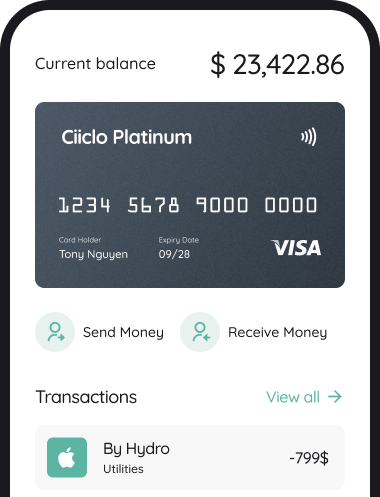 Current balance
$ 23,422.86
Ciiclo Platinum
1234 5678 9000 0000
Card Holder
Expiry Date
Tony Nguyen
09/28
VISA
Send Money
Receive Money
Transactions
View all
By Hydro
Utilities
-799$